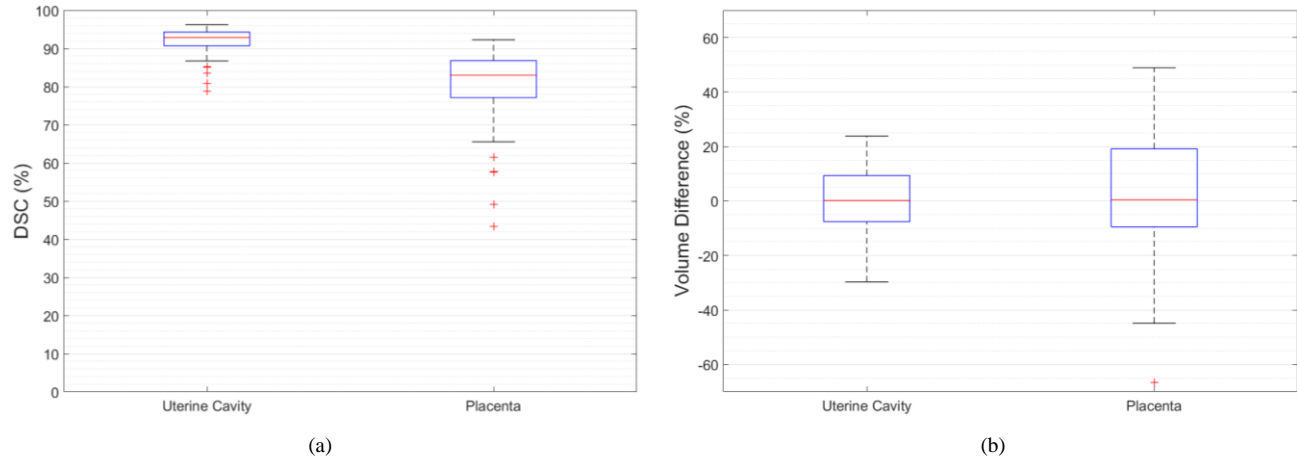 100
90
80
70
60
50
40
30
20
10
0
DSC (%)
Uterine Cavity
Placenta
(a)
60
40
20
0
-20
-40
-60
Volume Difference (%)
Uterine Cavity
Placenta
(b)